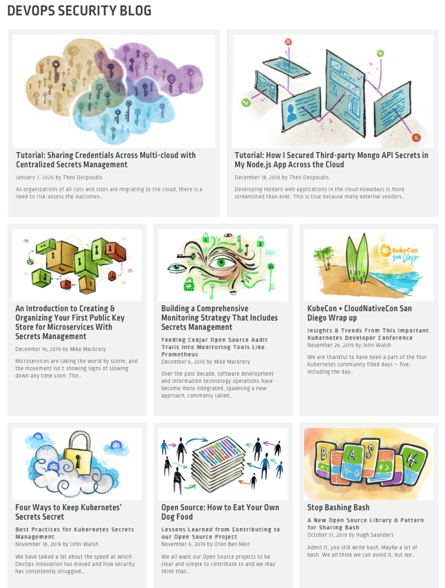 DEVOPS SECURITY BLOG
Tutorial: Sharing Credentials Across Multi-cloud with
Centralized Secrets Management
January 7, 2020 by Theo Despoudis
As organizations of all cuts and sizes are migrating to the cloud, there is a
need to risk-assess the outcomes...
Tutorial: How I Secured Third-party Mongo API Secrets in
My Node.js App Across the Cloud
December 18, 2019 by Theo Despoudis
Developing modern web applications in the cloud nowadays is more
streamlined than ever. This is true because many external vendors...
An Introduction to Creating &
Organizing Your First Public Key
Store for Microservices With
Secrets Management
December 16, 2019 by Mike Mackrory
Microservices are taking the world by storm, and
the movement isn't showing signs of slowing
down any time soon. The...
Building a Comprehensive
Monitoring Strategy That Includes
Secrets Management
Feeding Conjur Open Source Audit
Trails Into Monitoring Tools Like
Prometheus
December 6, 2019 by Mike Mackrory
Over the past decade, software development
and information technology operations have
become more integrated, spawning a new
approach, commonly called...
KubeCon
San Diego
KubeCon + CloudNativeCon San
Diego Wrap up
Insights & Trends From This Important
Kubernetes Developer Conference
November 26, 2019 by John Walsh
We are thankful to have been a part of the four
Kubernetes community filled days – five,
including the day...
Four Ways to Keep Kubernetes'
Secrets Secret
Best Practices for Kubernetes Secrets
Management
November 18, 2019 by John Walsh
We have talked a lot about the speed at which
DevOps innovation has moved and how security
has consistently struggled...
Open Source: How to Eat Your Own
Dog Food
Lessons Learned from Contributing to
our Open Source Project
November 6, 2019 by Oren Ben Meir
We all want our Open Source projects to be
clear and simple to contribute to and we may
think that...
BASH
Stop Bashing Bash
A New Open Source Library & Pattern
for Sharing Bash
October 31, 2019 by Hugh Saunders
Admit it, you still write bash. Maybe a lot of
bash. We all think we can avoid it, but we...